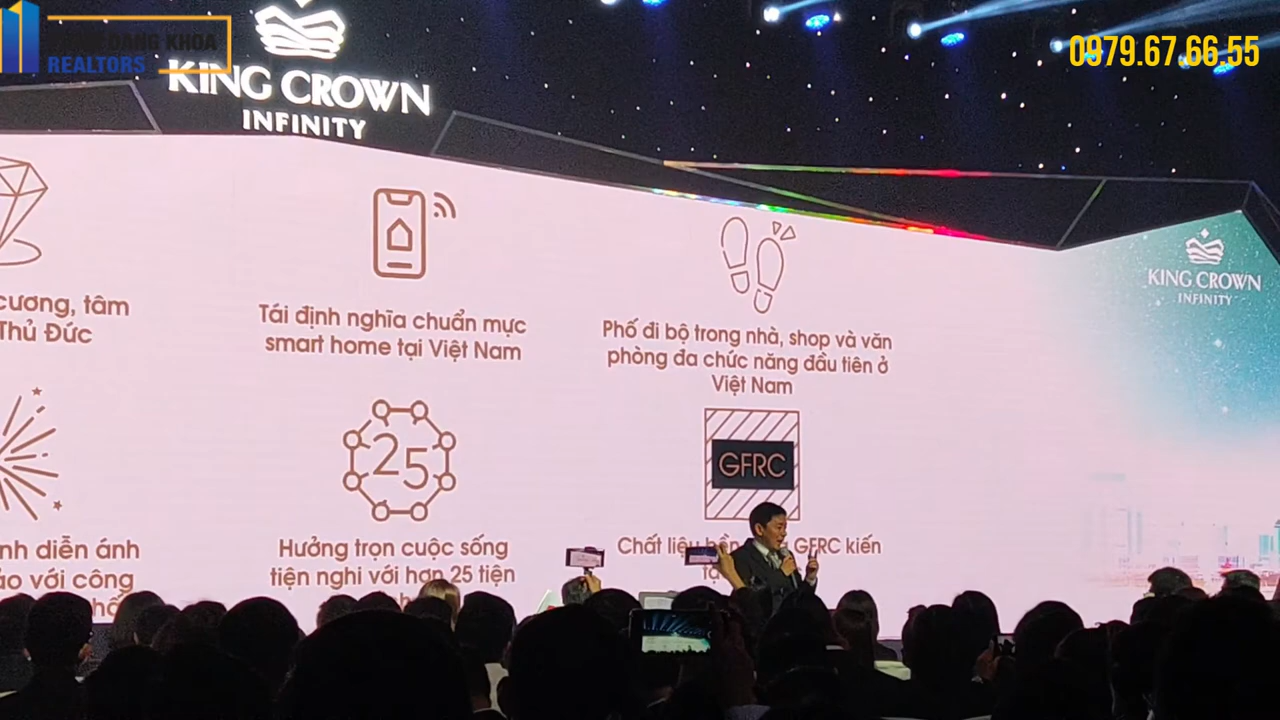 ĐANG KHOA
REALTORS
0979.67.66.55
KING CROWN
INFINITY
KING CROWN
INFINITY
cương, tâm
Thủ Đức
Tái định nghĩa chuẩn mực
smart home tại Việt Nam
Phố đi bộ trong nhà, shop và văn
phòng đa chức năng đầu tiên ở
Việt Nam
25
GFRC
diễn ánh
với công
Hưởng trọn cuộc sống
tiện nghi với hơn 25 tiện
Chất liệu GFRC kiến